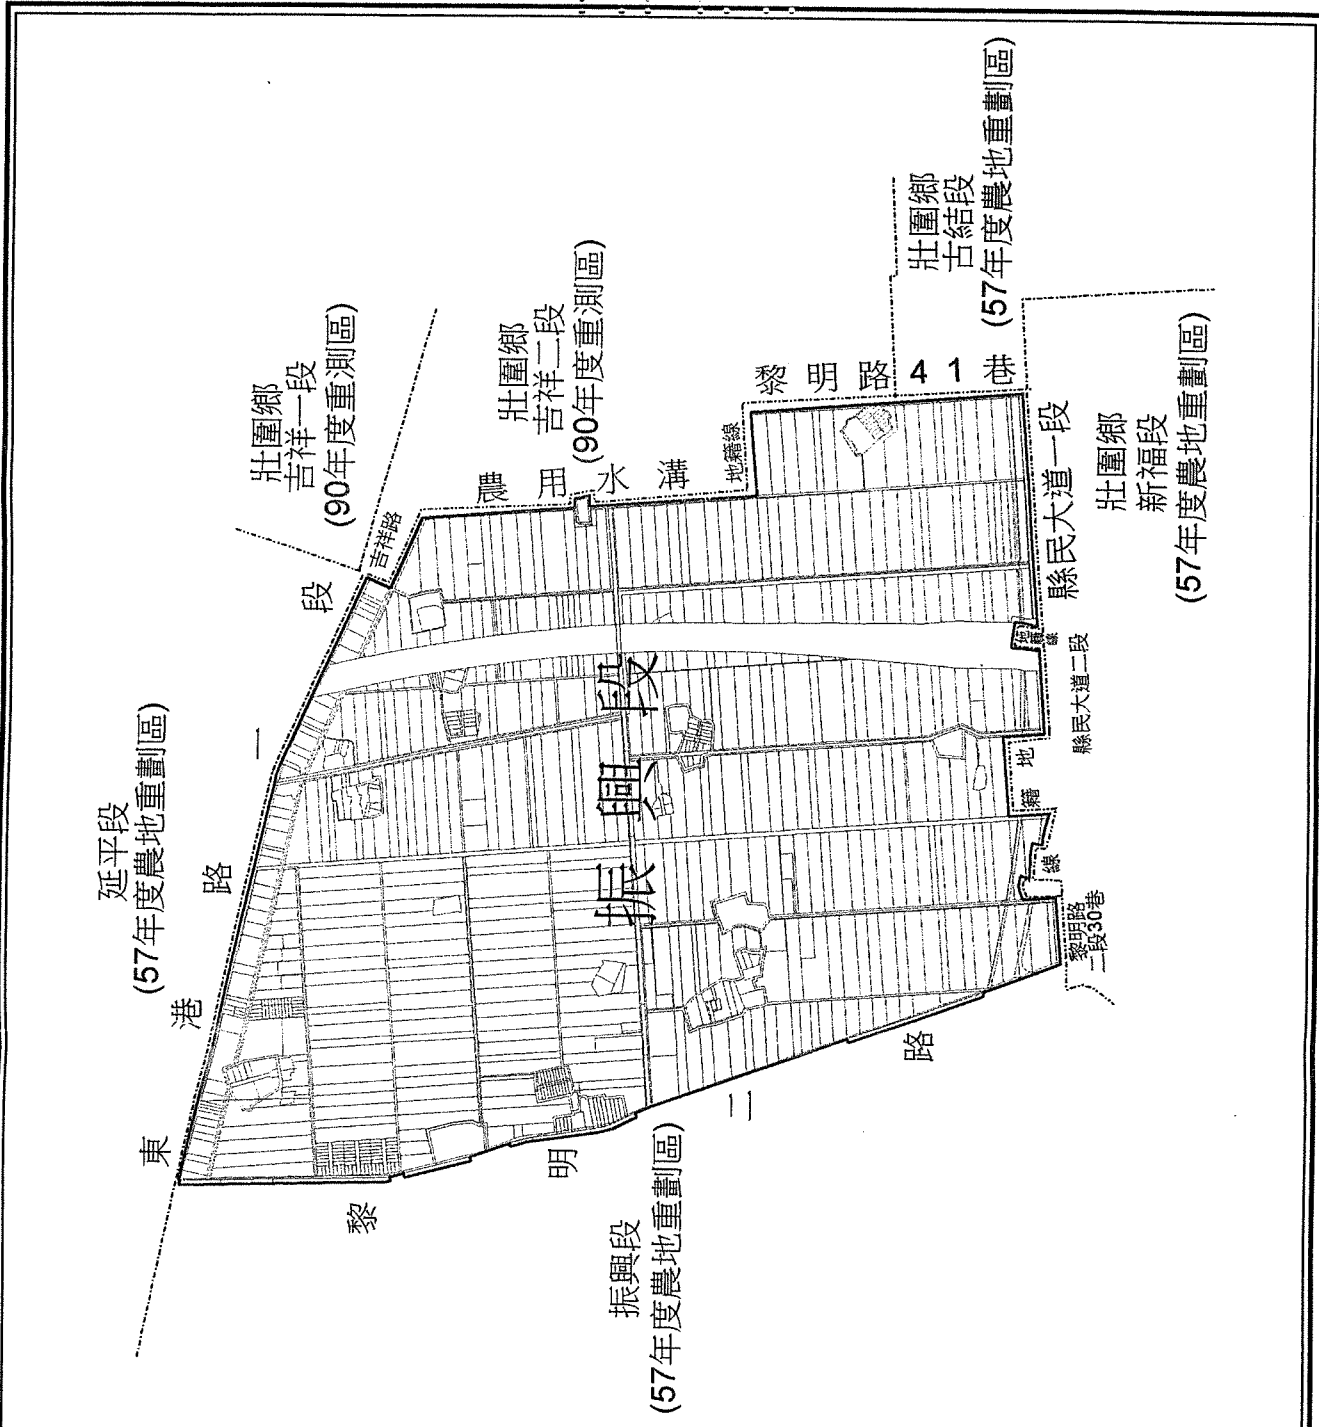 壯圍鄉
古結段
(57年度農地重劃區)
壯圍鄉
吉祥二段
(90年度重測區)
壯圍鄉
吉祥一段
(90年度重測區)
黎明路41巷
地籍線
農用水溝
吉祥路
縣民大道一段
壯圍鄉
新福段
(57年度農地重劃區)
地籍線
縣民大道二段
地籍線
黎明路
二段30巷
延平段
(57年度農地重劃區)
東港路一段
振興段
黎明路二
振興段
(57年度農地重劃區)